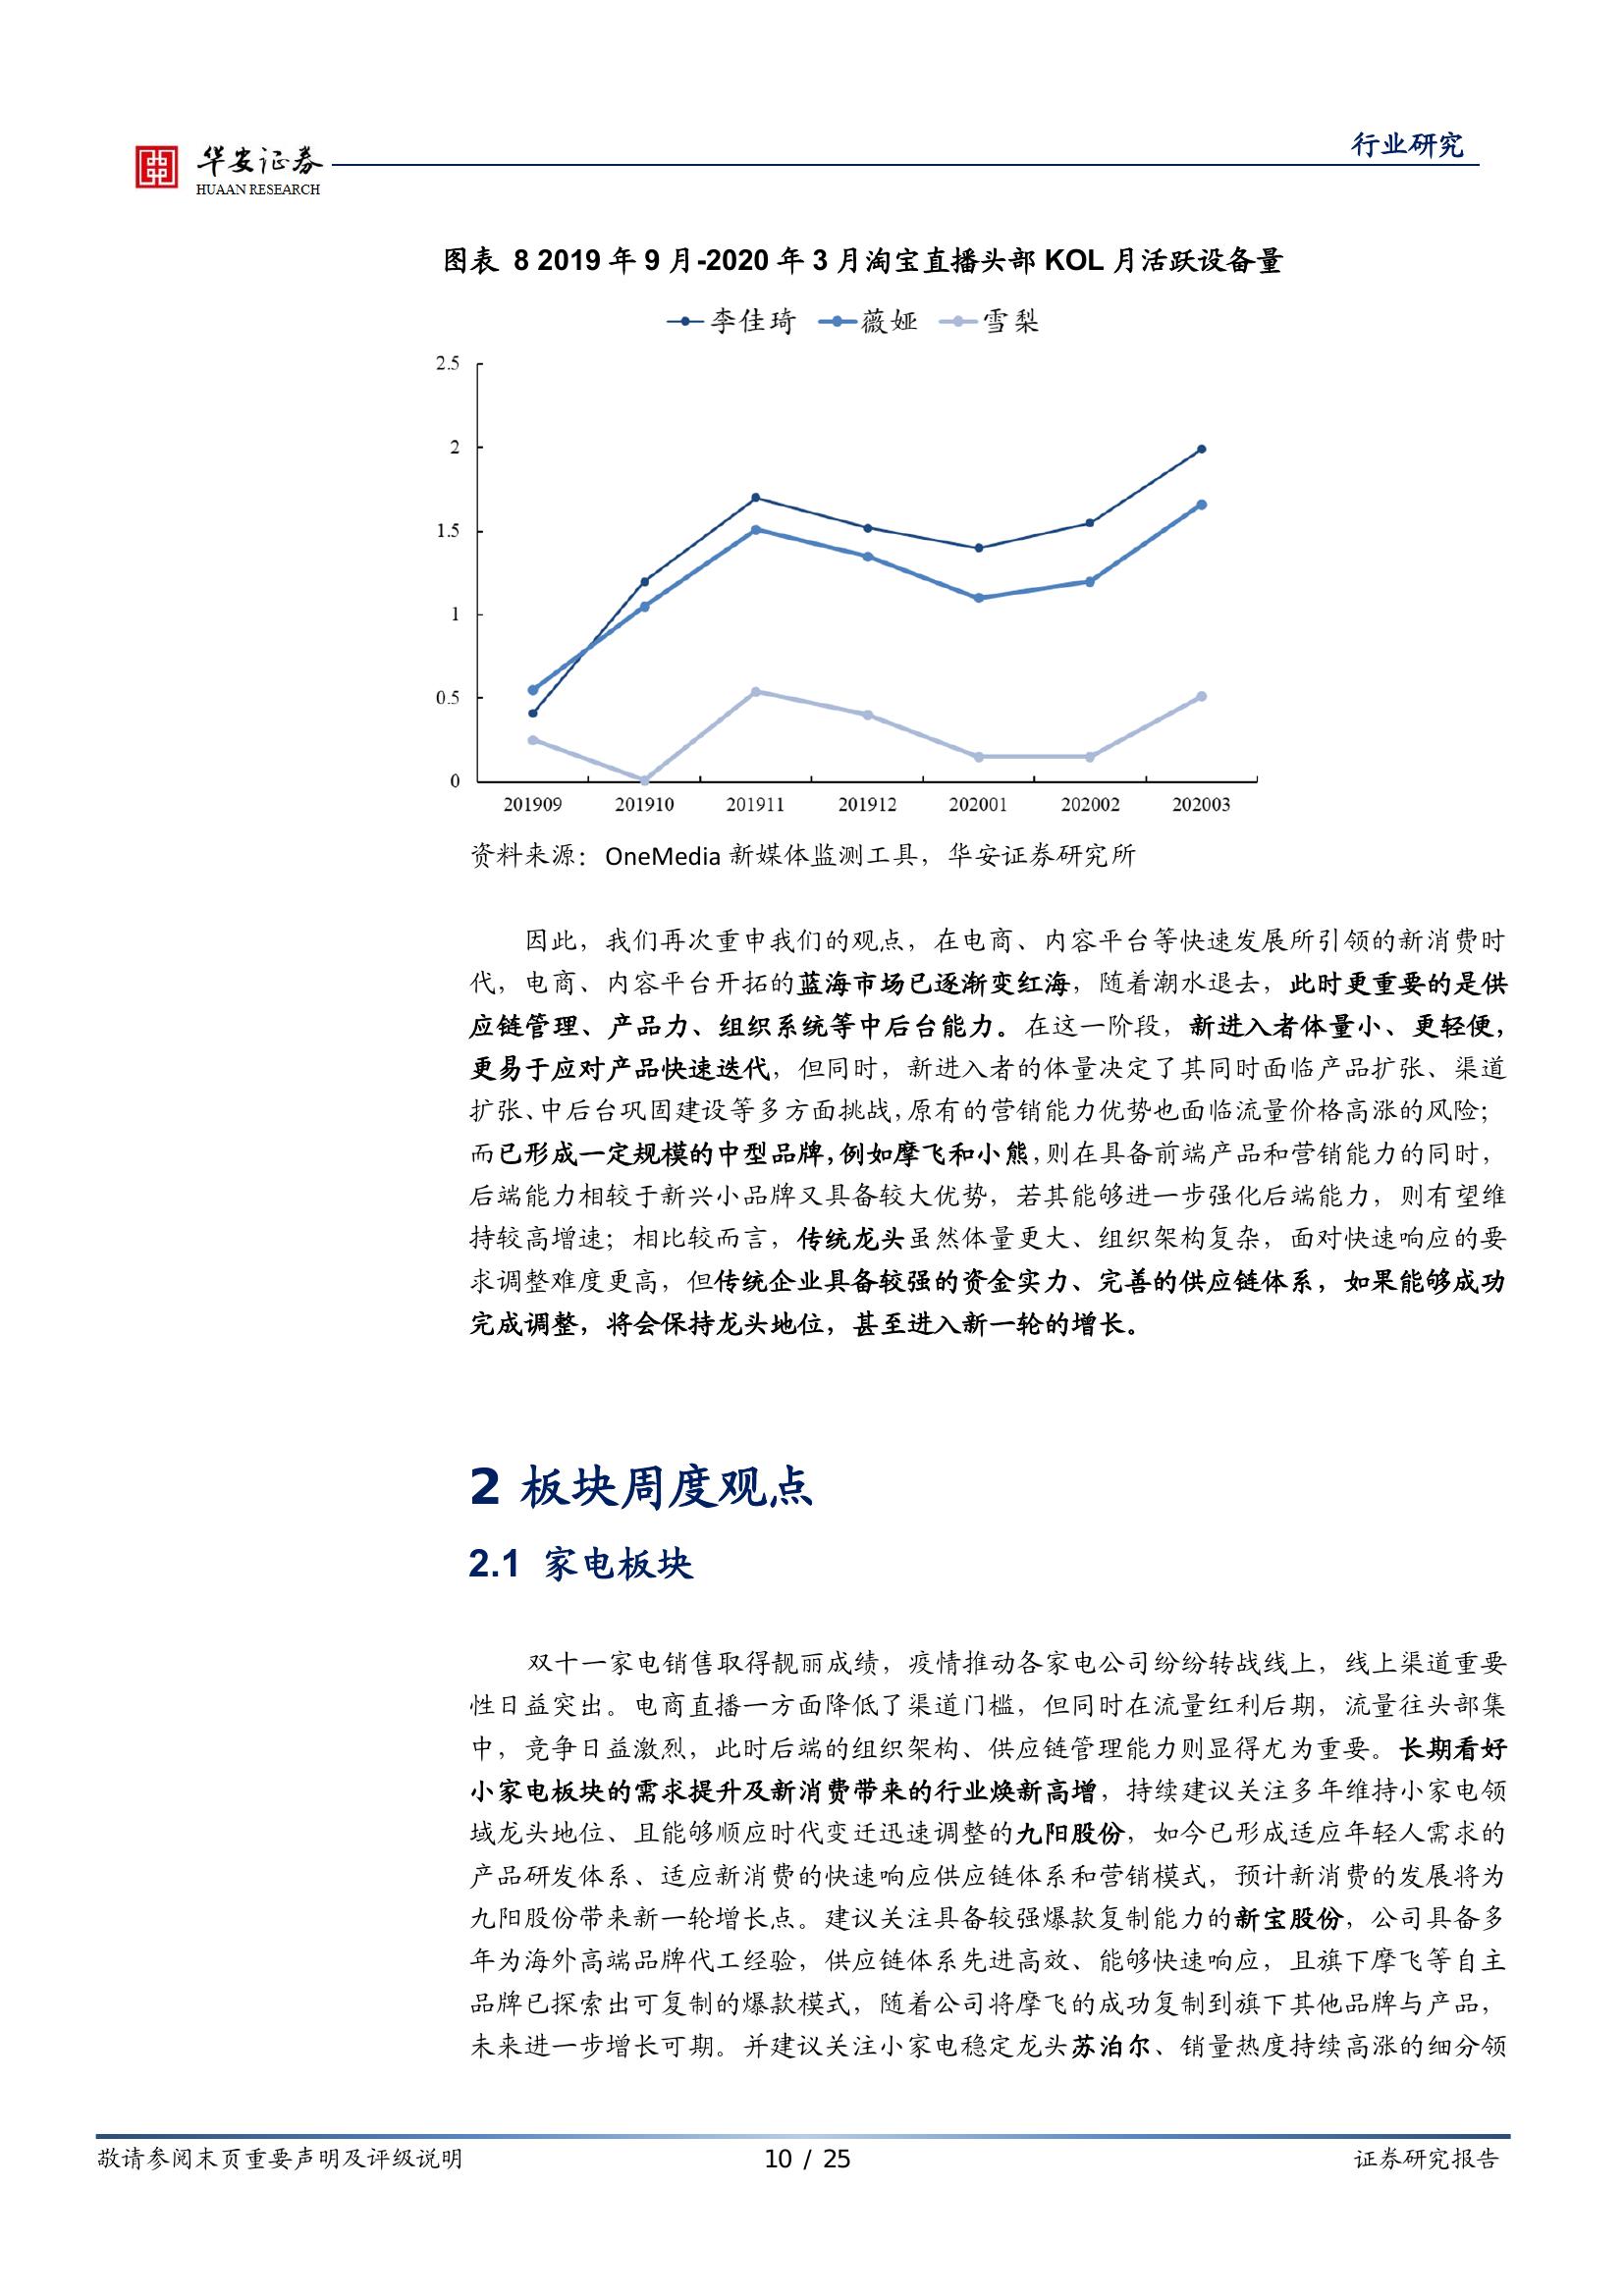 华安证券
HUAAN RESEARCH
行业研究
图表 8 2019 年 9 月-2020 年 3 月淘宝直播头部 KOL 月活跃设备量
李佳琦 薇娅 雪梨
2.5
2
1.5
1
0.5
0
201909 201910 201911 201912 202001 202002 202003
资料来源：OneMedia 新媒体监测工具，华安证券研究所
因此，我们再次重申我们的观点，在电商、内容平台等快速发展所引领的新消费时
代，电商、内容平台开拓的蓝海市场已逐渐变红海，随着潮水退去，此时更重要的是供
应链管理、产品力、组织系统等中后台能力。在这一阶段，新进入者体量小、更轻便，
更易于应对产品快速迭代，但同时，新进入者的体量决定了其同时面临产品扩张、渠道
扩张、中后台巩固建设等多方面挑战，原有的营销能力优势也面临流量价格高涨的风险；
而已形成一定规模的中型品牌，例如摩飞和小熊，则在具备前端产品和营销能力的同时，
后端能力相较于新兴小品牌又具备较大优势，若其能够进一步强化后端能力，则有望维
持较高增速；相比较而言，传统龙头虽然体量更大、组织架构复杂，面对快速响应的要
求调整难度更高，但传统企业具备较强的资金实力、完善的供应链体系，如果能够成功
完成调整，将会保持龙头地位，甚至进入新一轮的增长。
2 板块周度观点
2.1 家电板块
双十一家电销售取得靓丽成绩，疫情推动各家电公司纷纷转战线上，线上渠道重要
性日益突出。电商直播一方面降低了渠道门槛，但同时在流量红利后期，流量往头部集
中，竞争日益激烈，此时后端的组织架构、供应链管理能力则显得尤为重要。长期看好
小家电板块的需求提升及新消费带来的行业焕新高增，持续建议关注多年维持小家电领
域龙头地位、且能够顺应时代变迁迅速调整的九阳股份，如今已形成适应年轻人需求的
产品研发体系、适应新消费的快速响应供应链体系和营销模式，预计新消费的发展将为
九阳股份带来新一轮增长点。建议关注具备较强爆款复制能力的新宝股份，公司具备多
年为海外高端品牌代工经验，供应链体系先进高效、能够快速响应，且旗下摩飞等自主
品牌已探索出可复制的爆款模式，随着公司将摩飞的成功复制到旗下其他品牌与产品，
未来进一步增长可期。并建议关注小家电稳定龙头苏泊尔、销量热度持续高涨的细分领
敬请参阅末页重要声明及评级说明 10 / 25 证券研究报告